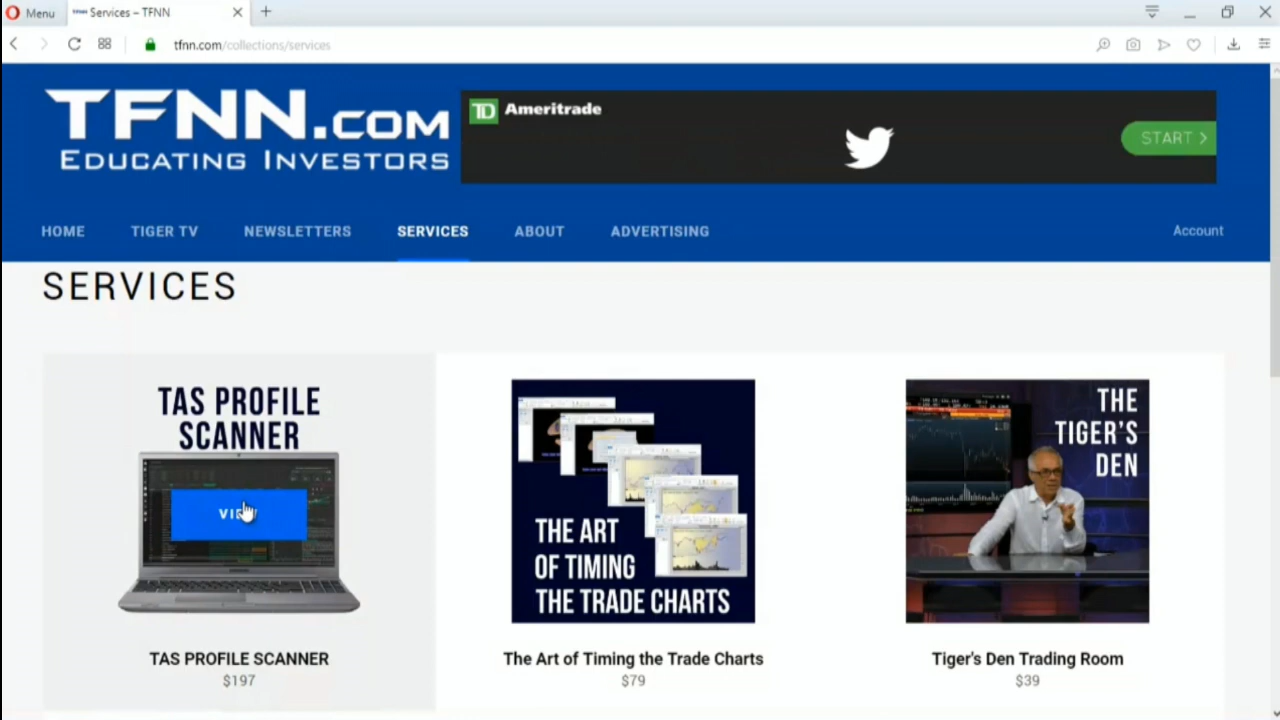 Menu
Services – TFNN
tfnn.com/collections/services
TFNN.COM
EDUCATING INVESTORS
TD Ameritrade
START >
HOME
TIGER TV
NEWSLETTERS
SERVICES
ABOUT
ADVERTISING
Account
SERVICES
TAS PROFILE
SCANNER
TAS PROFILE SCANNER
$197
THE ART
OF TIMING
THE TRADE CHARTS
The Art of Timing the Trade Charts
$79
THE
TIGER'S
DEN
Tiger's Den Trading Room
$39